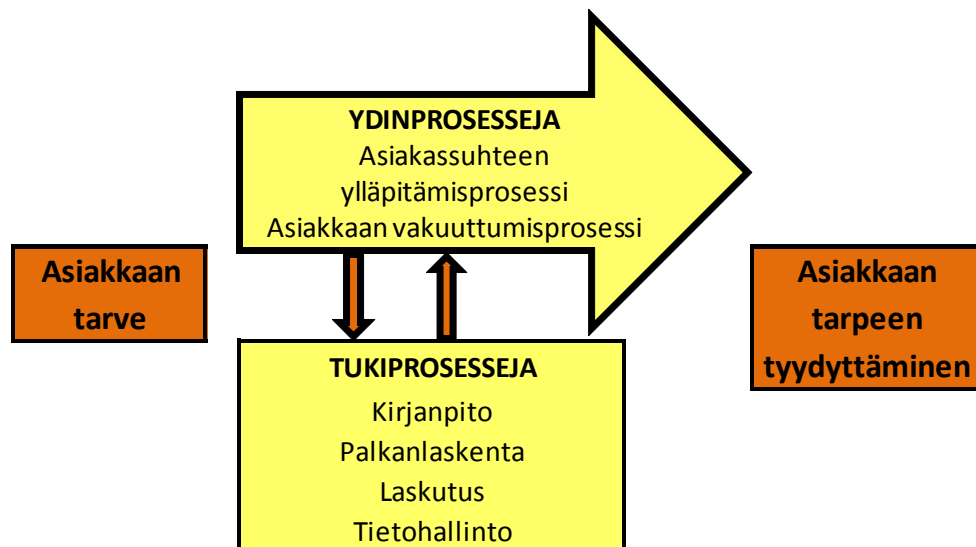 YDINPROSESSEJA
Asiakassuhteen
ylläpitämisprosessi
Asiakkaan vakuuttumisprosessi
Asiakkaan
tarve
Asiakkaan
tarpeen
tyydyttäminen
TUKIPROSESSEJA
Kirjanpito
Palkanlaskenta
Laskutus
Tietohallinto